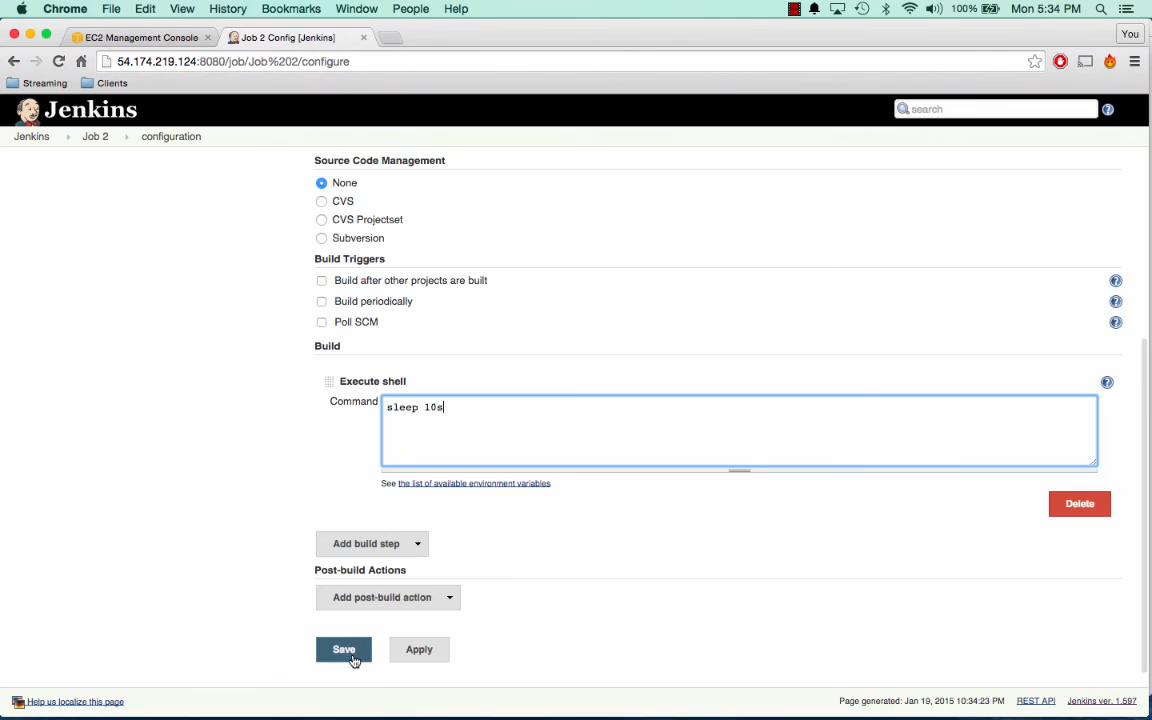 Chrome File Edit View History Bookmarks Window People Help 100% Mon 5:34 PM
EC2 Management Console × Job 2 Config [Jenkins] × You
54.174.219.124:8080/job/Job%202/configure
Streaming Clients
Jenkins search
Jenkins Job 2 configuration
Source Code Management
None
CVS
CVS Projectset
Subversion
Build Triggers
Build after other projects are built
Build periodically
Poll SCM
Build
Execute shell
Command sleep 10s
See the list of available environment variables
Delete
Add build step
Post-build Actions
Add post-build action
Save Apply
Help us localize this page Page generated: Jan 19, 2015 10:34:23 PM REST API Jenkins ver. 1.597